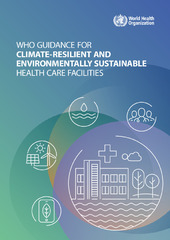 World Health
Organization
WHO GUIDANCE FOR
CLIMATE-RESILIENT AND
ENVIRONMENTALLY SUSTAINABLE
HEALTH CARE FACILITIES